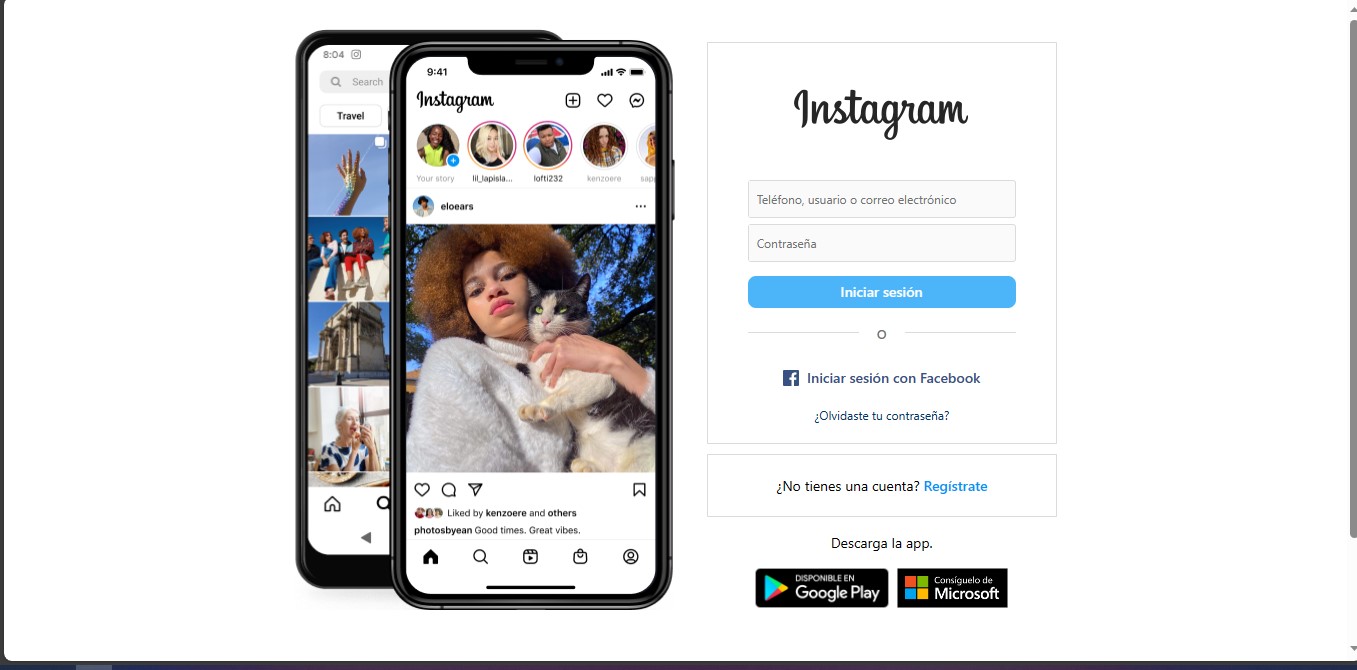 8:04
Search
Travel
9:41
Instagram
Your story
lil_lapisla...
lofti232
kenzoere
sapp
eloears
Liked by kenzoere and others
photosbyean Good times. Great vibes.
Instagram
Teléfono, usuario o correo electrónico
Contraseña
Iniciar sesión
O
Iniciar sesión con Facebook
¿Olvidaste tu contraseña?
¿No tienes una cuenta? Regístrate
Descarga la app.
DISPONIBLE EN
Google Play
Consíguelo de
Microsoft